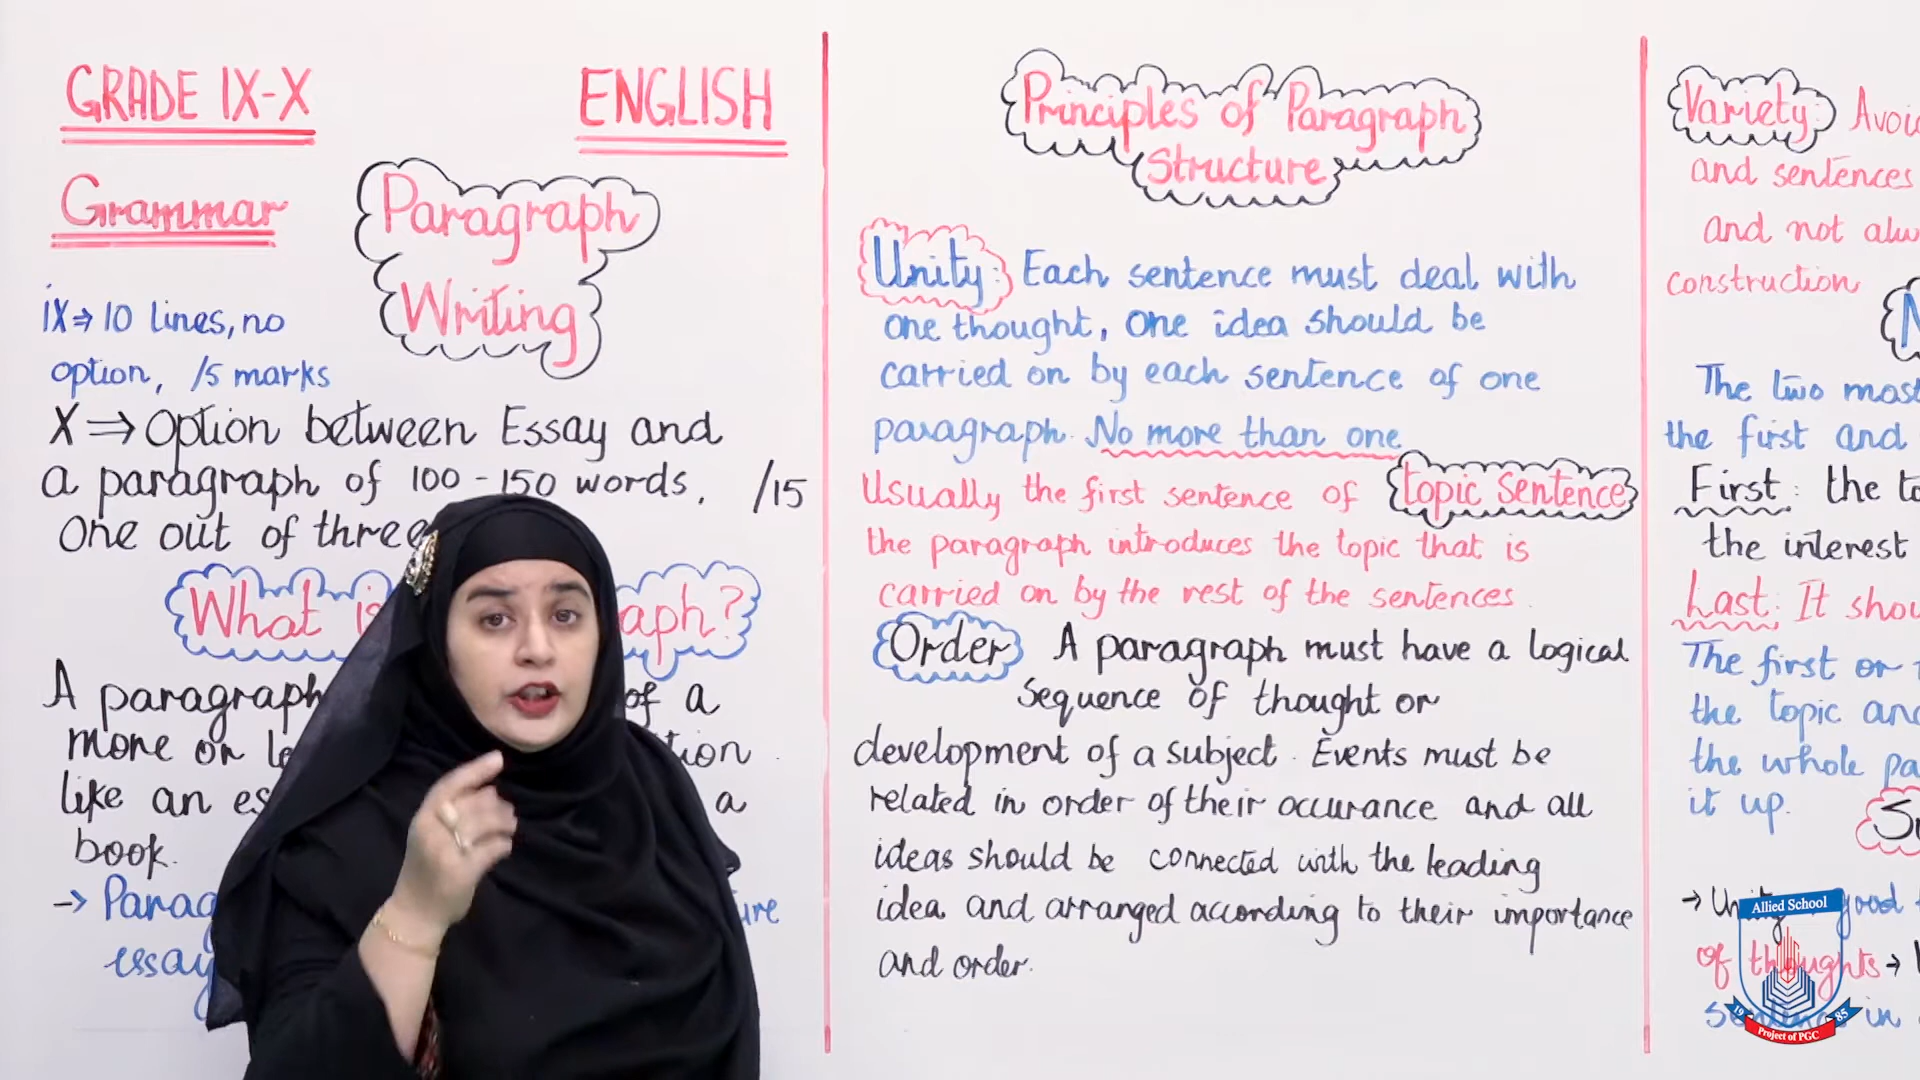 GRADE IX-X
ENGLISH
Grammar
Paragraph
Writing
iX⇒ 10 lines, no
option, /5 marks
X ⇒ Option between Essay and
a paragraph of 100 - 150 words. /15
One out of three
What is
aph?
A paragraph of a
more or tion
like an a
book.
→
essay
Principles of Paragraph
Structure
Unity: Each sentence must deal with
one thought, one idea should be
carried on by each sentence of one
paragraph. No more than one
Usually the first sentence of topic sentence
the paragraph introduces the topic that is
carried on by the rest of the sentences.
Order A paragraph must have a logical
sequence of thought or
development of a subject. Events must be
related in order of their occurance and all
ideas should be connected with the leading
idea and arranged according to their importance
and order.
Variety:
and sentences
and not
construction
The two
the first and
First: the
the interest
Last: It
The first or
the topic
the whole
it up.
→ good
of thoughts →
in
Allied School
19 85
Project of PGC